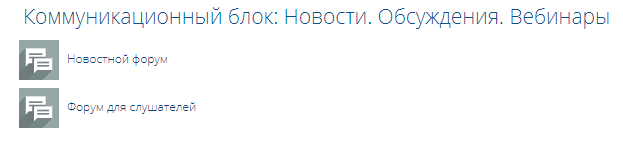 Коммуникационный блок: Новости. Обсуждения. Вебинары
Новостной форум
Форум для слушателей